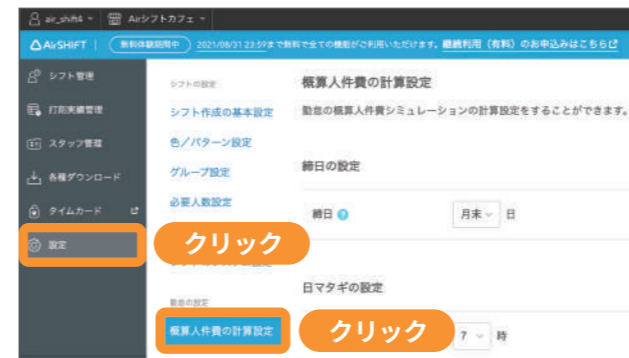 air_shift4 Airシフトカフェ
AirSHIFT 無料体験期間中 2021/08/31 23:59まで無料で全ての機能がご利用いただけます。 継続利用（有料）のお申込みはこちら
シフト管理
打刻実績管理
スタッフ管理
各種ダウンロード
タイムカード
設定
クリック
シフトの設定
シフト作成の基本設定
色／パターン設定
グループ設定
必要人数設定
勤怠の設定
概算人件費の計算設定
クリック
概算人件費の計算設定
勤怠の概算人件費シミュレーションの計算設定をすることができます。
締日の設定
締日 ? 月末 日
日マタギの設定
7 時